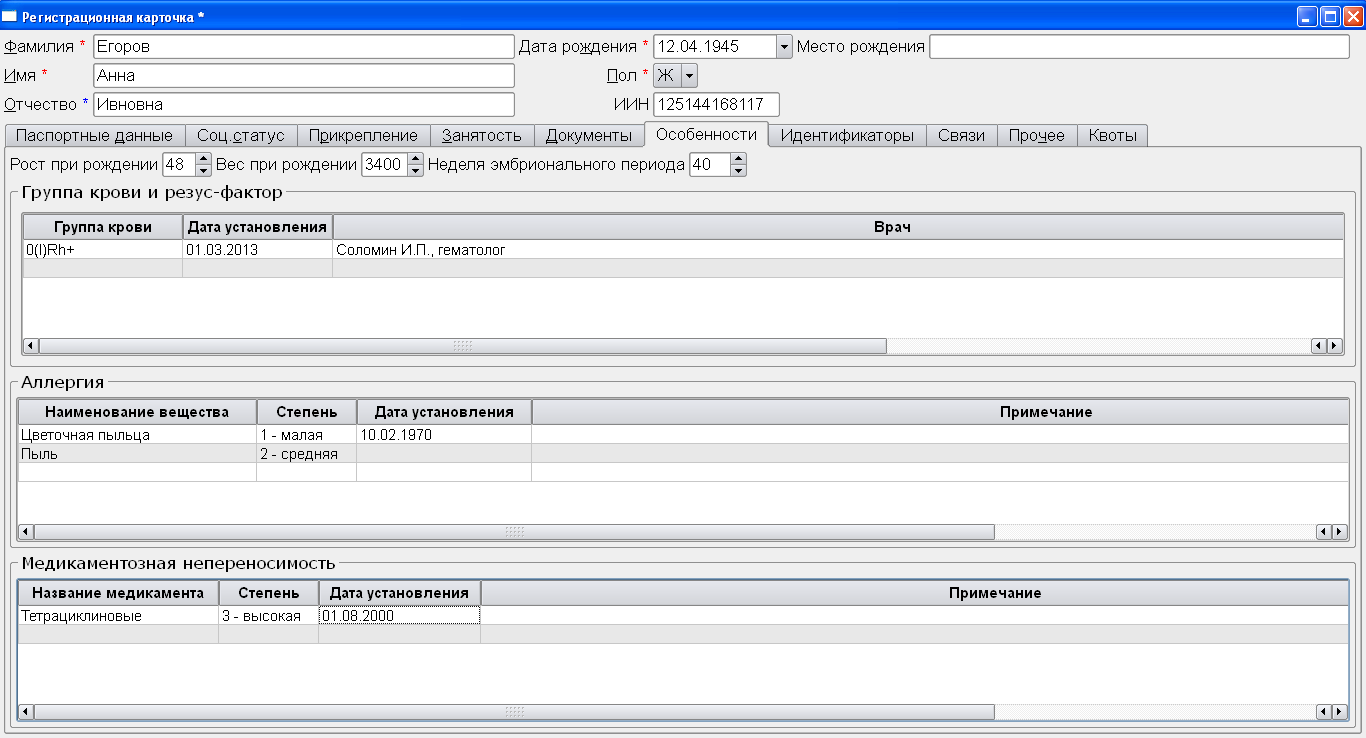 Регистрационная карточка *
Фамилия * Егоров Дата рождения * 12.04.1945 Место рождения
Имя * Анна Пол * Ж
Отчество * Ивновна ИИН 125144168117
Паспортные данные Соц.статус Прикрепление Занятость Документы Особенности Идентификаторы Связи Прочее Квоты
Рост при рождении 48 Вес при рождении 3400 Неделя эмбрионального периода 40
Группа крови и резус-фактор
Группа крови Дата установления Врач
0(I)Rh+ 01.03.2013 Соломин И.П., гематолог
Аллергия
Наименование вещества Степень Дата установления Примечание
Цветочная пыльца 1 - малая 10.02.1970
Пыль 2 - средняя
Медикаментозная непереносимость
Название медикамента Степень Дата установления Примечание
Тетрациклиновые 3 - высокая 01.08.2000